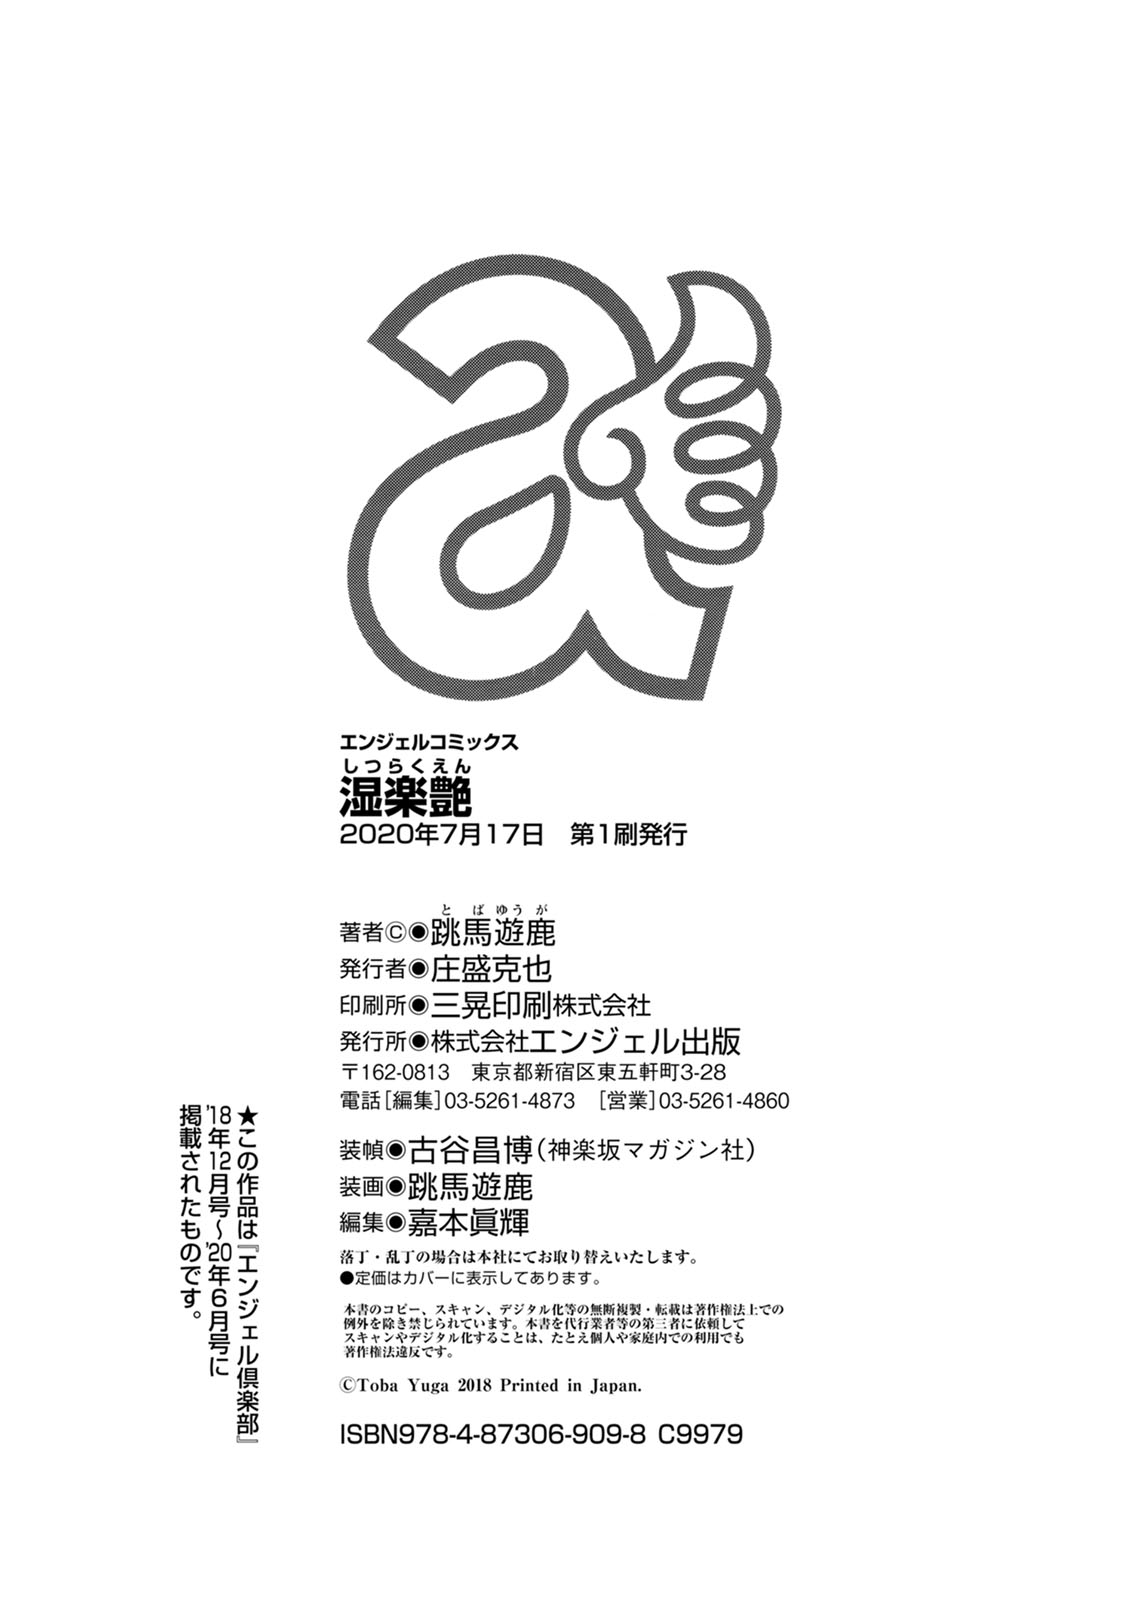 エンジェルコミックス
しつらくえん
湿楽艶
2020年7月17日　第1刷発行
とばゆうが
著者Ⓒ◉跳馬遊鹿
発行者◉庄盛克也
印刷所◉三晃印刷株式会社
発行所◉株式会社エンジェル出版
〒162-0813　東京都新宿区東五軒町3-28
電話［編集］03-5261-4873　［営業］03-5261-4860
装幀◉古谷昌博（神楽坂マガジン社）
装画◉跳馬遊鹿
編集◉嘉本眞輝
落丁・乱丁の場合は本社にてお取り替えいたします。
●定価はカバーに表示してあります。
本書のコピー、スキャン、デジタル化等の無断複製・転載は著作権法上での
例外を除き禁じられています。本書を代行業者等の第三者に依頼して
スキャンやデジタル化することは、たとえ個人や家庭内での利用でも
著作権法違反です。
ⒸToba Yuga 2018 Printed in Japan.
ISBN978-4-87306-909-8 C9979
★この作品は『エンジェル倶楽部』
'18年12月号〜'20年6月号に
掲載されたものです。